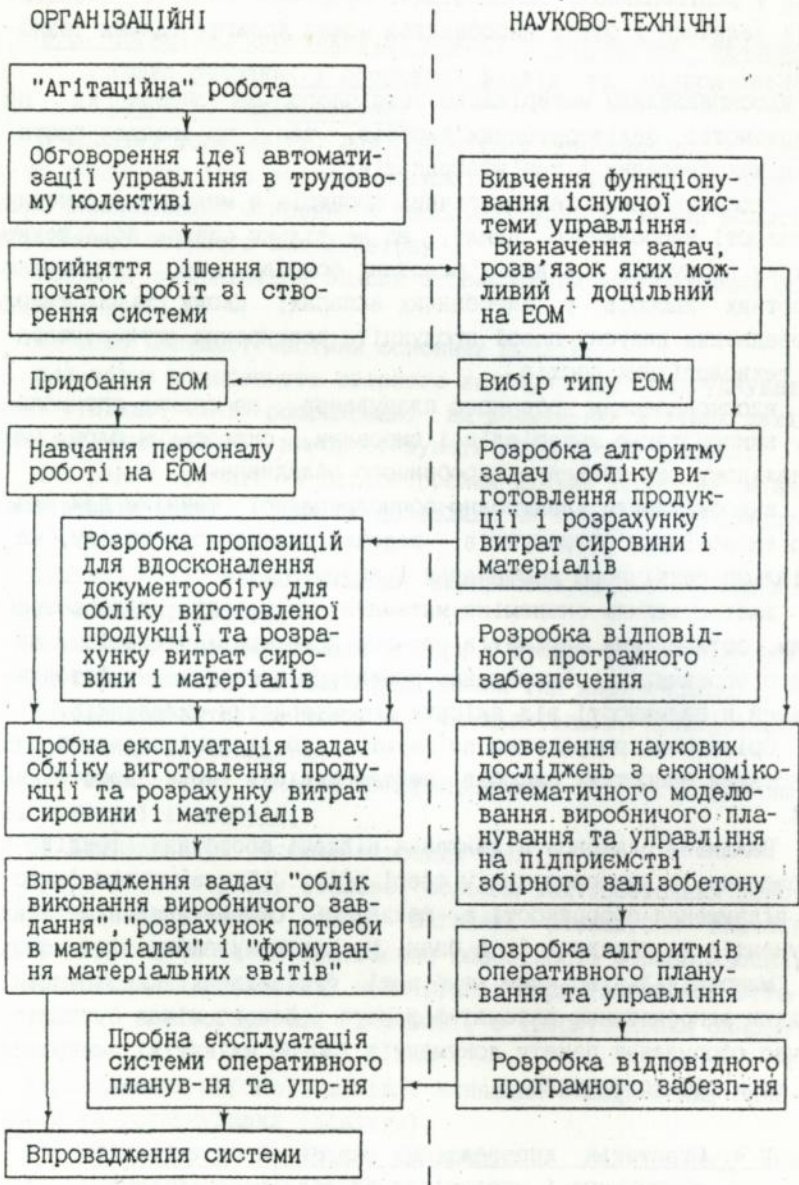 ОРГАНІЗАЦІЙНІ
НАУКОВО-ТЕХНІЧНІ
"Агітаційна" робота
Обговорення ідеї автомати-
зації управління в трудово-
му колективі
Прийняття рішення про
початок робіт зі ство-
рення системи
Придбання ЕОМ
Навчання персоналу
роботі на ЕОМ
Вивчення функціону-
вання існуючої сис-
теми управління.
Визначення задач,
розв'язок яких мож-
ливий і доцільний
на ЕОМ
Вибір типу ЕОМ
Розробка алгоритму
задач обліку ви-
готовлення продук-
ції і розрахунку
витрат сировини і
матеріалів
Розробка пропозицій
для вдосконалення
документообігу для
обліку виготовленої
продукції та розра-
хунку витрат сиро-
вини і матеріалів
Розробка відповід-
ного програмного
забезпечення
Пробна експлуатація задач
обліку виготовлення проду-
кції та розрахунку витрат
сировини і матеріалів
Проведення наукових
досліджень з економіко-
математичного моделю-
вання виробничого пла-
нування та управління
на підприємстві
збірного залізобетону
Впровадження задач "облік
виконання виробничого зав-
дання","розрахунок потреби
в матеріалах" і "формуван-
ня матеріальних звітів"
Розробка алгоритмів
оперативного плану-
вання та управління
Пробна експлуатація
системи оперативного
планув-ня та упр-ня
Розробка відповідного
програмного забезп-ня
Впровадження системи